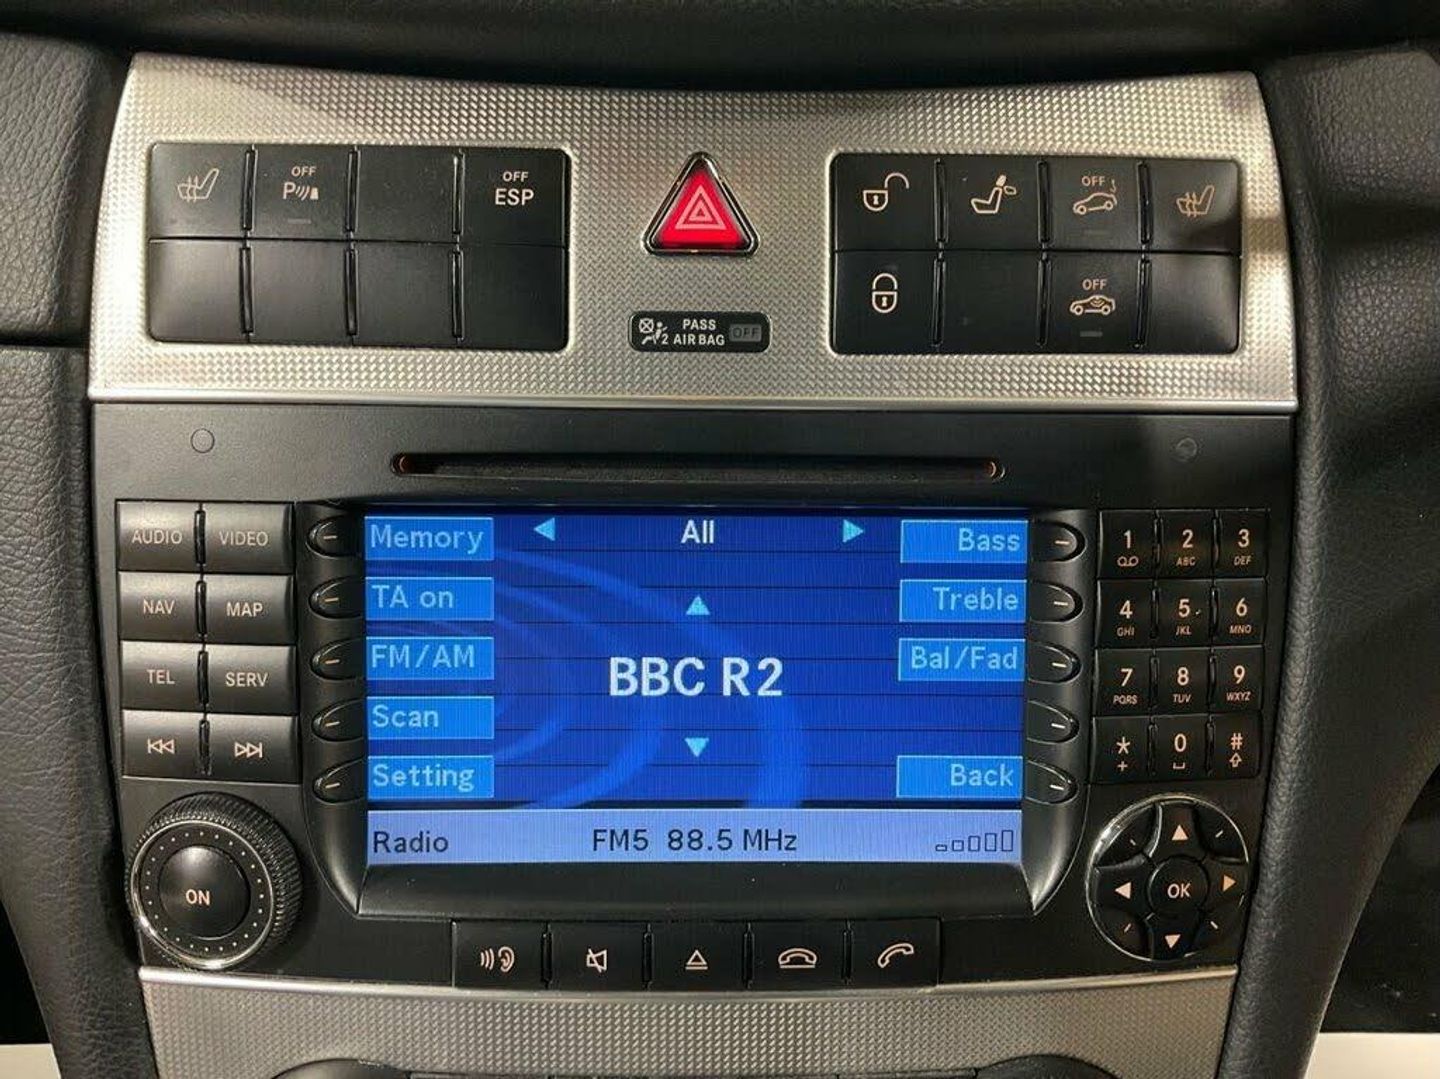 OFF
P
OFF
ESP
OFF
OFF
PASS
AIRBAG OFF
2
AUDIO VIDEO
NAV MAP
TEL SERV
ON
Memory
TA on
FM/AM
Scan
Setting
All
BBC R2
Bass
Treble
Bal/Fad
Back
Radio FM5 88.5 MHz
1 2 3
ABC DEF
4 5 6
GHI JKL MNO
7 8 9
PQRS TUV WXYZ
* 0 #
+
OK